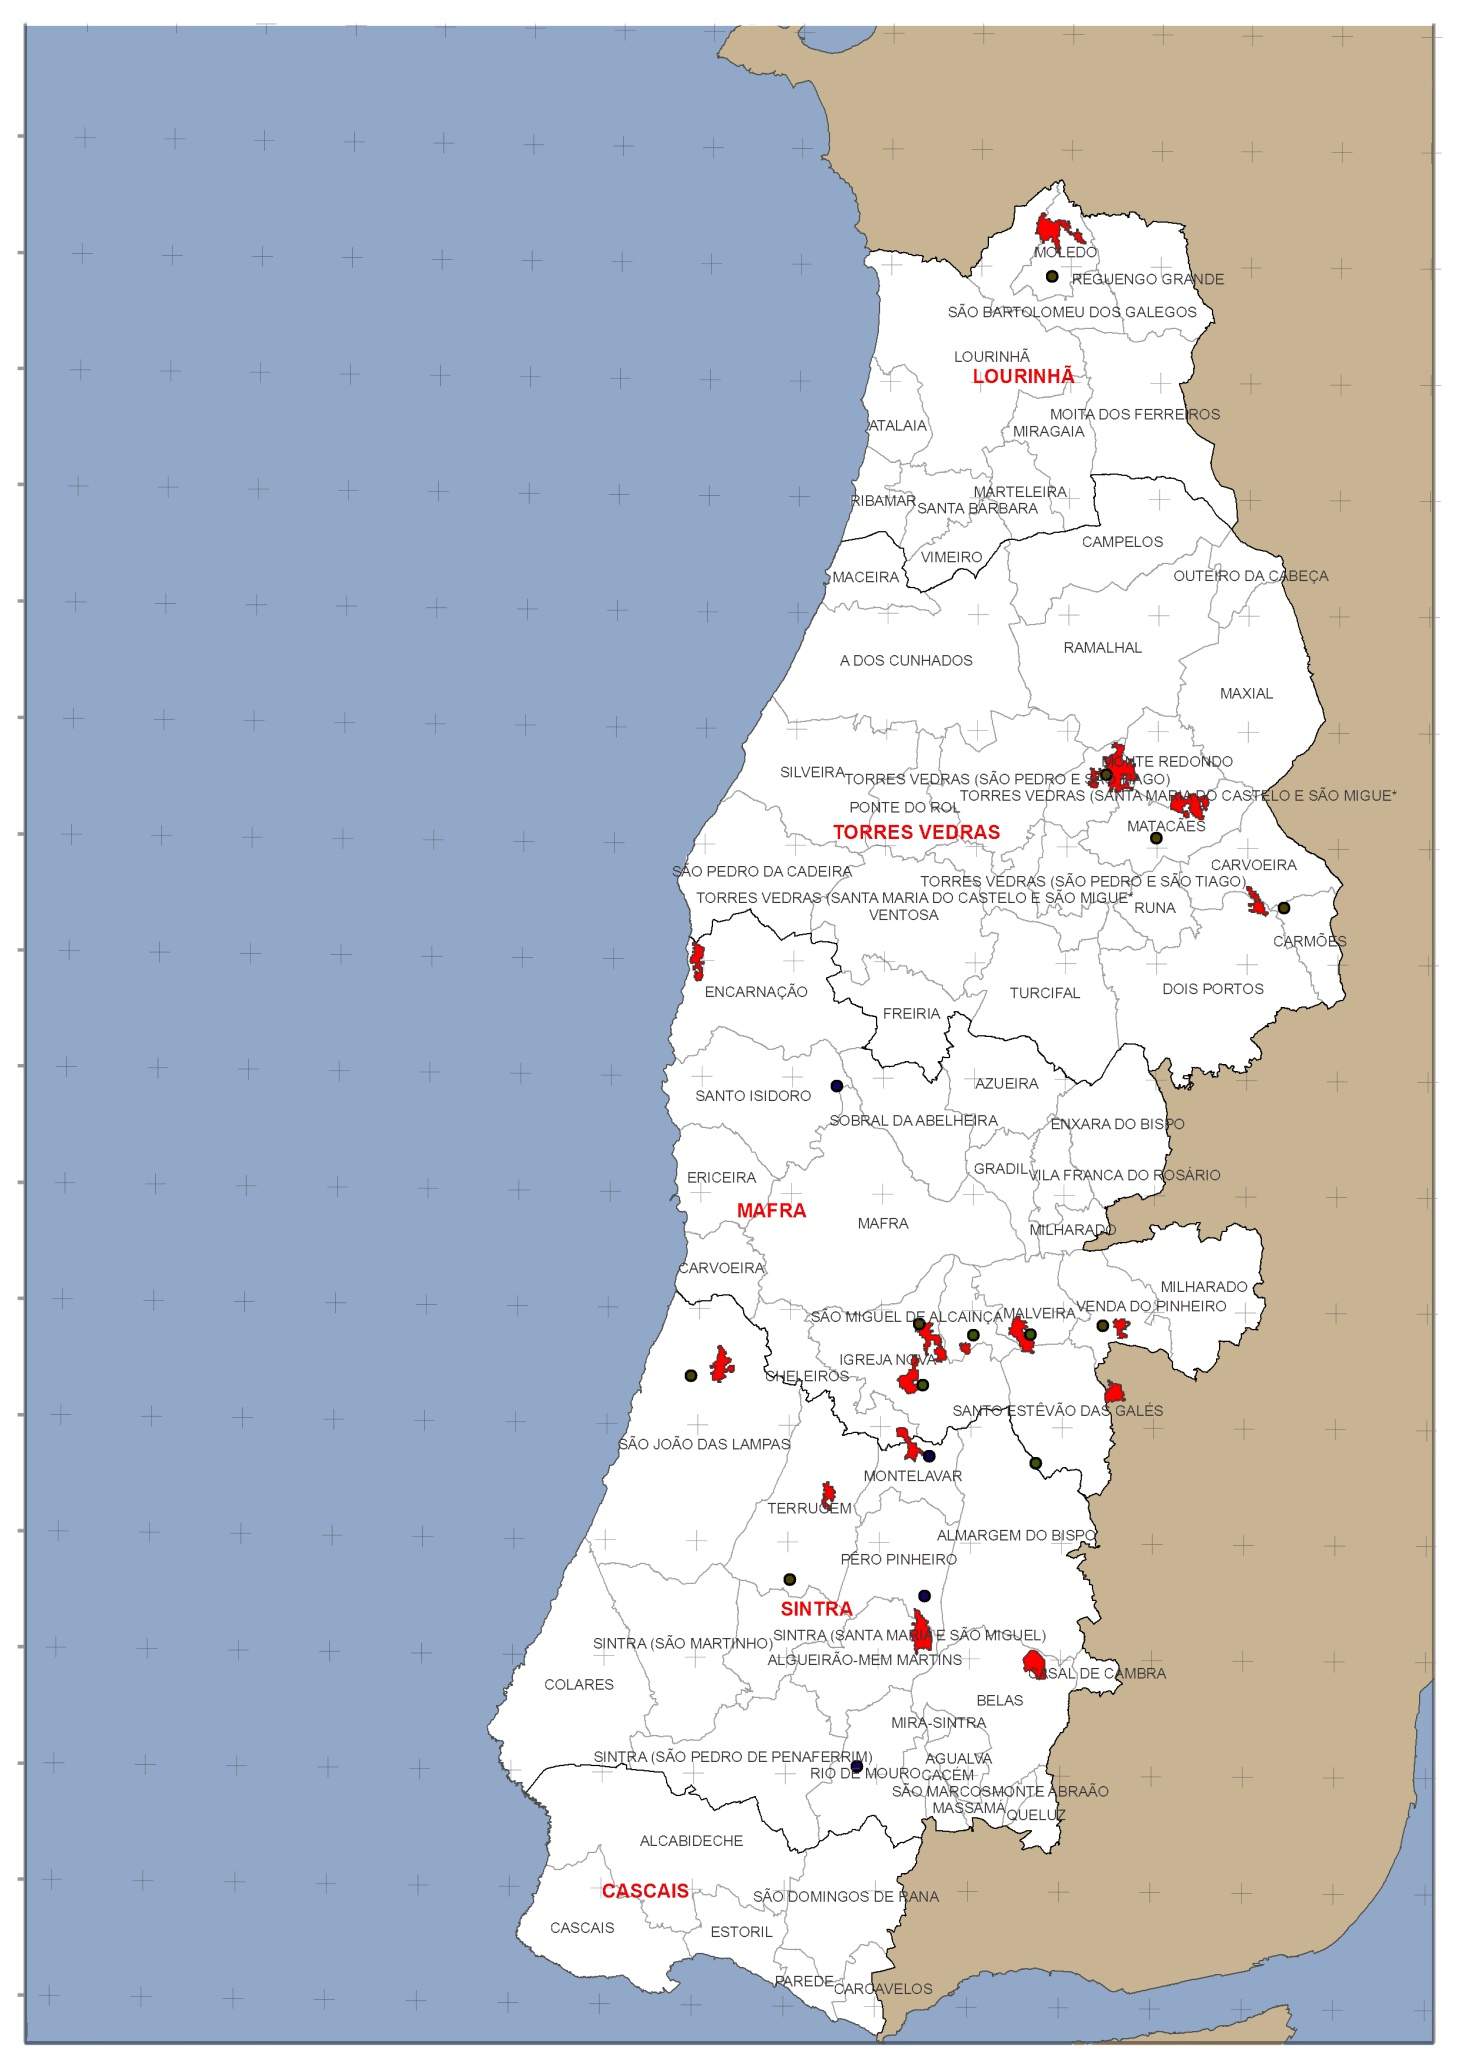 MOLEDO
REGUENGO GRANDE
SÃO BARTOLOMEU DOS GALEGOS
LOURINHÃ
LOURINHÃ
MOITA DOS FERREIROS
ATALAIA
MIRAGAIA
MARTELEIRA
RIBAMAR
SANTA BÁRBARA
CAMPELOS
VIMEIRO
MACEIRA
OUTEIRO DA CABEÇA
RAMALHAL
A DOS CUNHADOS
MAXIAL
MONTE REDONDO
SILVEIRA
TORRES VEDRAS (SÃO PEDRO E SÃO TIAGO)
TORRES VEDRAS (SANTA MARIA DO CASTELO E SÃO MIGUE*
PONTE DO ROL
MATACÃES
TORRES VEDRAS
CARVOEIRA
SÃO PEDRO DA CADEIRA
TORRES VEDRAS (SÃO PEDRO E SÃO TIAGO)
TORRES VEDRAS (SANTA MARIA DO CASTELO E SÃO MIGUE*
RUNA
VENTOSA
CARMÕES
DOIS PORTOS
ENCARNAÇÃO
TURCIFAL
FREIRIA
AZUEIRA
SANTO ISIDORO
SOBRAL DA ABELHEIRA
ENXARA DO BISPO
GRADIL
VILA FRANCA DO ROSÁRIO
ERICEIRA
MAFRA
MAFRA
MILHARADO
CARVOEIRA
MILHARADO
VENDA DO PINHEIRO
MALVEIRA
SÃO MIGUEL DE ALCAINÇA
IGREJA NOVA
CHELEIROS
SANTO ESTÊVÃO DAS GALÉS
SÃO JOÃO DAS LAMPAS
MONTELAVAR
TERRUGEM
ALMARGEM DO BISPO
PÊRO PINHEIRO
SINTRA
SINTRA (SANTA MARIA E SÃO MIGUEL)
SINTRA (SÃO MARTINHO)
ALGUEIRÃO-MEM MARTINS
CASAL DE CAMBRA
COLARES
BELAS
MIRA-SINTRA
SINTRA (SÃO PEDRO DE PENAFERRIM)
AGUALVA
RIO DE MOURO
CACÉM
SÃO MARCOS
MONTE ABRAÃO
MASSAMÁ
QUELUZ
ALCABIDECHE
CASCAIS
SÃO DOMINGOS DE RANA
CASCAIS
ESTORIL
PAREDE
CARCAVELOS